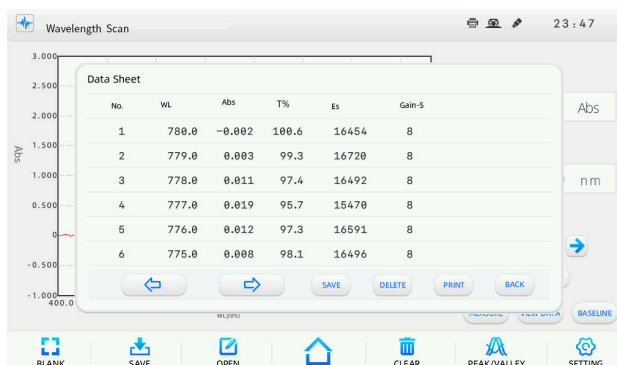 Wavelength Scan
23:47
3.000
2.500
2.000
1.500
1.000
0.500
0
-0.500
-1.000
Abs
400.0
WL(nm)
Data Sheet
No. WL Abs T% Es Gain-S
1 780.0 -0.002 100.6 16454 8
2 779.0 0.003 99.3 16720 8
3 778.0 0.011 97.4 16492 8
4 777.0 0.019 95.7 15470 8
5 776.0 0.012 97.3 16591 8
6 775.0 0.008 98.1 16496 8
SAVE DELETE PRINT BACK
Abs
nm
MEASURE VIEW DATA BASELINE
BLANK SAVE OPEN CLEAR PEAK/VALLEY SETTING